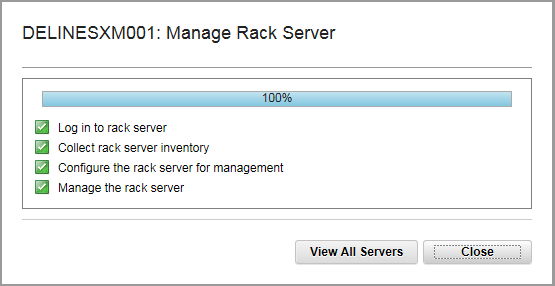 DELINESXM001: Manage Rack Server
100%
Log in to rack server
Collect rack server inventory
Configure the rack server for management
Manage the rack server
View All Servers
Close